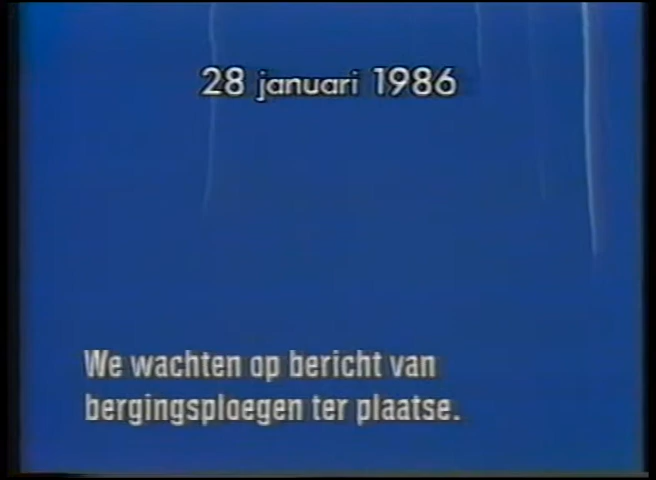 28 januari 1986
We wachten op bericht van
bergingsploegen ter plaatse.